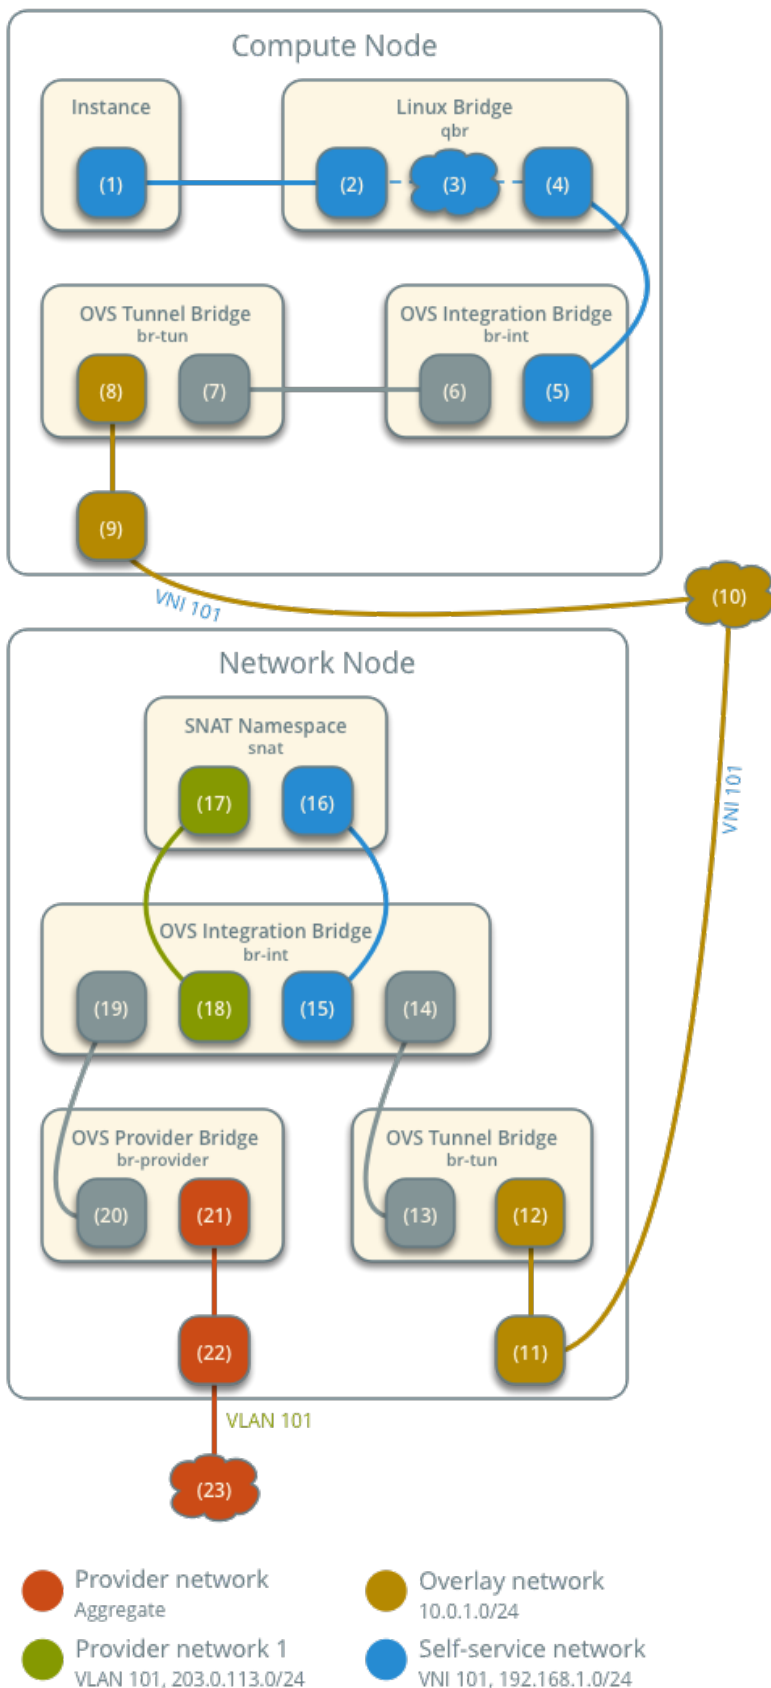 Compute Node
Instance
Linux Bridge
qbr
(1)
(2)
(3)
(4)
OVS Tunnel Bridge
br-tun
OVS Integration Bridge
br-int
(8)
(7)
(6)
(5)
(9)
VNI 101
(10)
Network Node
SNAT Namespace
snat
(17)
(16)
VNI 101
OVS Integration Bridge
br-int
(19)
(18)
(15)
(14)
OVS Provider Bridge
br-provider
OVS Tunnel Bridge
br-tun
(20)
(21)
(13)
(12)
(22)
(11)
VLAN 101
(23)
Provider network
Aggregate
Overlay network
10.0.1.0/24
Provider network 1
VLAN 101, 203.0.113.0/24
Self-service network
VNI 101, 192.168.1.0/24